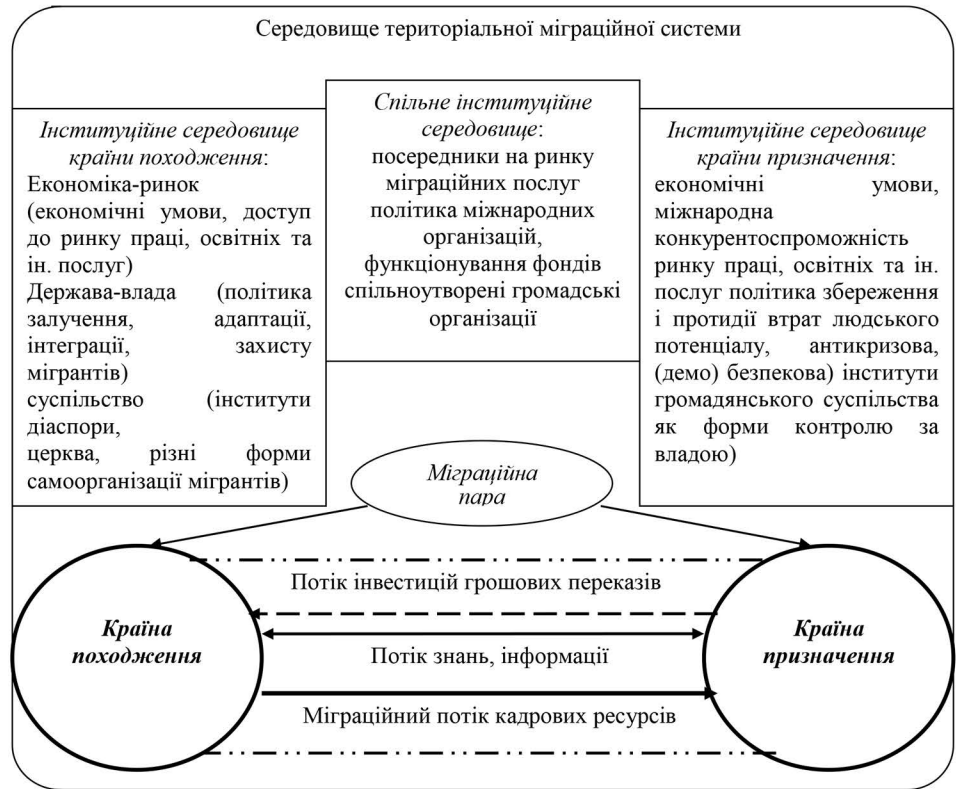 Середовище територіальної міграційної системи
Інституційне середовище
країни походження:
Економіка-ринок
(економічні умови, доступ
до ринку праці, освітніх та
ін. послуг)
Держава-влада (політика
залучення, адаптації,
інтеграції, захисту
мігрантів)
суспільство (інститути
діаспори,
церква, різні форми
самоорганізації мігрантів)
Спільне інституційне
середовище:
посередники на ринку
міграційних послуг
політика міжнародних
організацій,
функціонування фондів
спільноутворені громадські
організації
Інституційне середовище
країни призначення:
економічні умови,
міжнародна
конкурентоспроможність
ринку праці, освітніх та ін.
послуг політика збереження
і протидії втрат людського
потенціалу, антикризова,
(демо) безпекова) інститути
громадянського суспільства
як форми контролю за
владою)
Міграційна
пара
Країна
походження
Потік інвестицій грошових переказів
Потік знань, інформації
Міграційний потік кадрових ресурсів
Країна
призначення